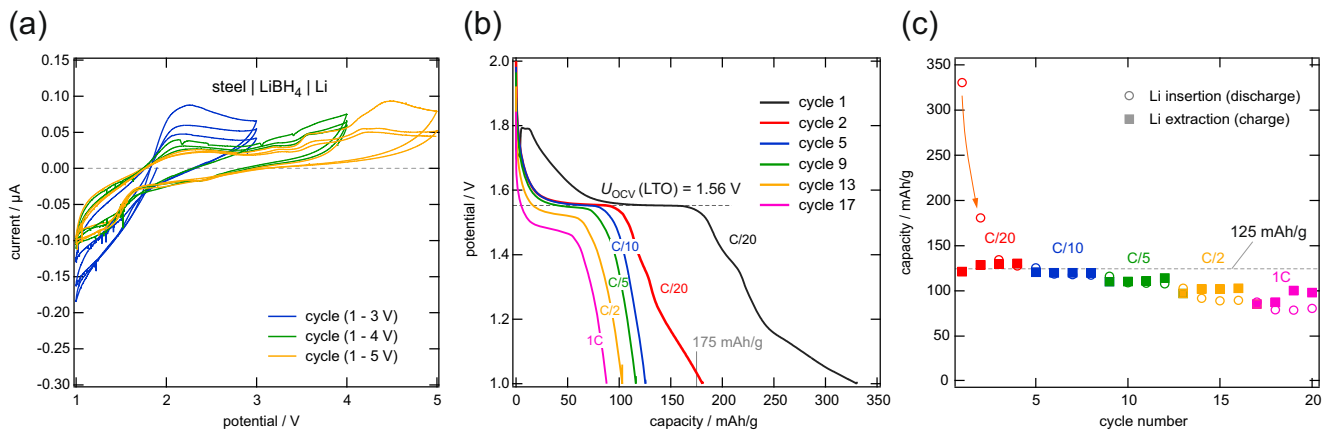 (a)
0.15
0.10
0.05
0.00
-0.05
-0.10
-0.15
-0.20
-0.30
current / µA
steel | LiBH4 | Li
cycle (1 - 3 V)
cycle (1 - 4 V)
cycle (1 - 5 V)
1
2
3
4
5
potential / V
(b)
2.0
1.8
1.6
1.4
1.2
1.0
potential / V
cycle 1
cycle 2
cycle 5
cycle 9
cycle 13
cycle 17
UOCV (LTO) = 1.56 V
C/20
C/10
C/5
C/20
C/2
1C
175 mAh/g
0
50
100
150
200
250
300
350
capacity / mAh/g
(c)
350
300
250
200
150
100
50
0
capacity / mAh/g
Li insertion (discharge)
Li extraction (charge)
125 mAh/g
C/20
C/10
C/5
C/2
1C
5
10
15
20
cycle number